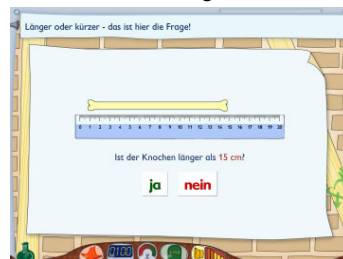 Länger oder kürzer - das ist hier die Frage!
0 1 2 3 4 5 6 7 8 9 10 11 12 13 14 15 16 17 18 19 20
Ist der Knochen länger als 15 cm?
ja nein
0100